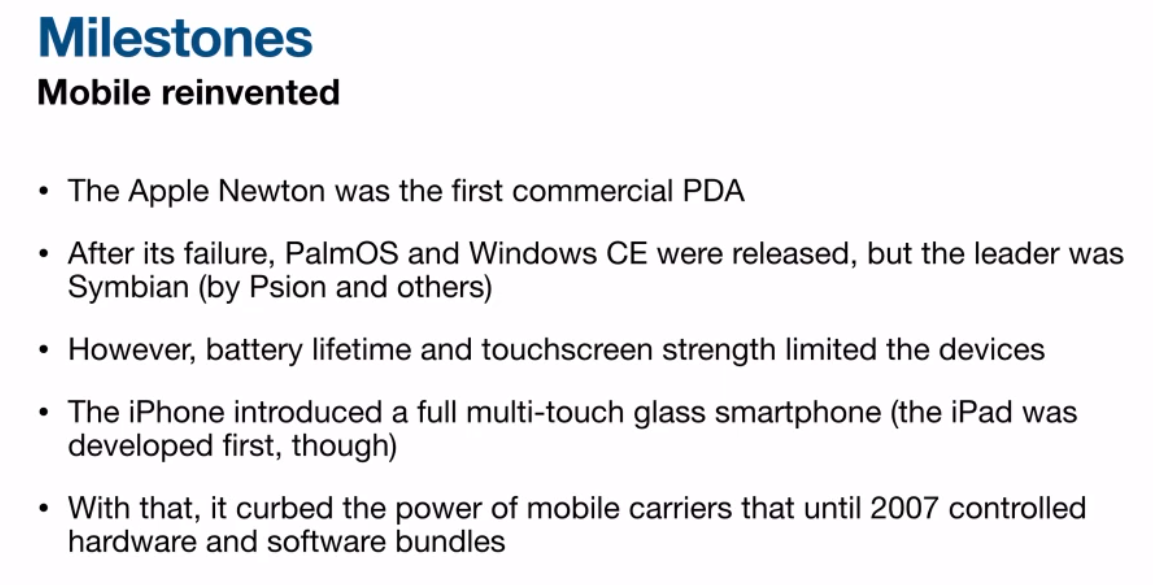 Milestones
Mobile reinvented
• The Apple Newton was the first commercial PDA
• After its failure, PalmOS and Windows CE were released, but the leader was
Symbian (by Psion and others)
• However, battery lifetime and touchscreen strength limited the devices
• The iPhone introduced a full multi-touch glass smartphone (the iPad was
developed first, though)
• With that, it curbed the power of mobile carriers that until 2007 controlled
hardware and software bundles